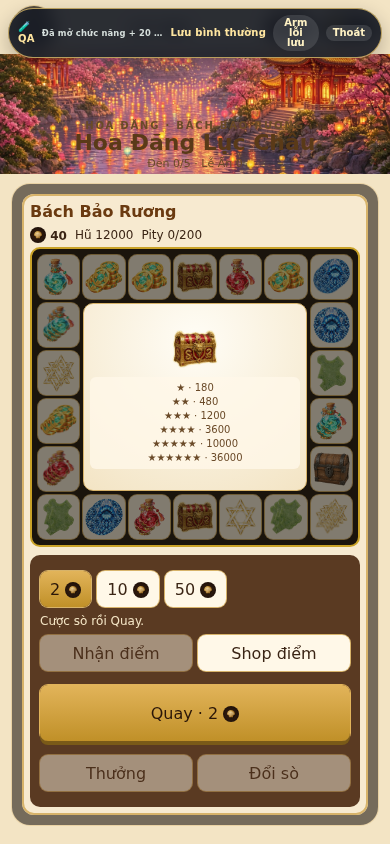 QA
Đã mở chức năng + 20 …
Lưu bình thường
Arm lỗi lưu
Thoát
Hoa Đăng
Bách Bảo Rương
40 Hũ 12000 Pity 0/200
★ · 180
★★ · 480
★★★ · 1200
★★★★ · 3600
★★★★★ · 10000
★★★★★★ · 36000
2
10
50
Cược sò rồi Quay.
Nhận điểm
Shop điểm
Quay · 2
Thưởng
Đổi sò